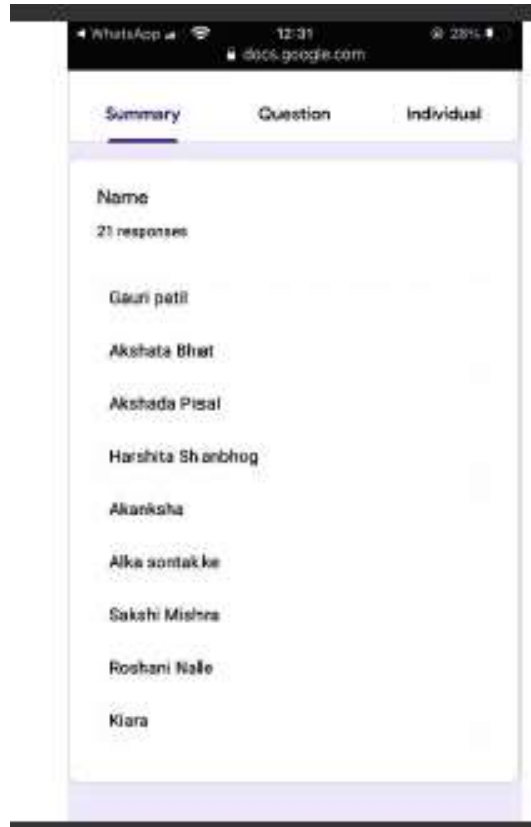 WhatsApp 12:31 28%
docs.google.com
Summary Question Individual
Name
21 responses
Gauri patil
Akshata Bhat
Akshada Pisal
Harshita Shanbhog
Akanksha
Alka sontakke
Sakshi Mishra
Roshani Nalle
Kiara